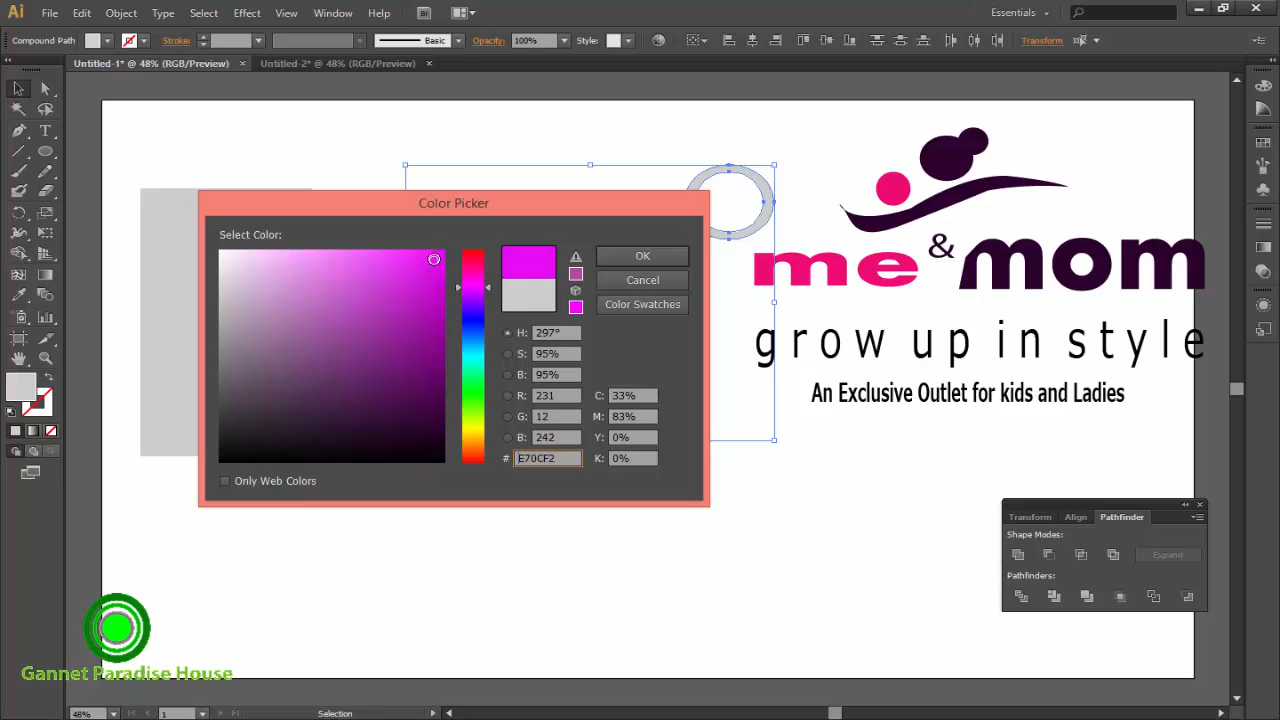 Ai File Edit Object Type Select Effect View Window Help Br Essentials
Compound Path Stroke: Basic Opacity: 100% Style: Transform
Untitled-1* @ 48% (RGB/Preview) × Untitled-2* @ 48% (RGB/Preview) ×
Color Picker
Select Color:
OK
Cancel
Color Swatches
H: 297°
S: 95%
B: 95%
R: 231 C: 33%
G: 12 M: 83%
B: 242 Y: 0%
# E70CF2 K: 0%
Only Web Colors
me & mom
grow up in style
An Exclusive Outlet for kids and Ladies
Transform Align Pathfinder
Shape Modes:
Expand
Pathfinders:
Gannet Paradise House
48% 1 Selection